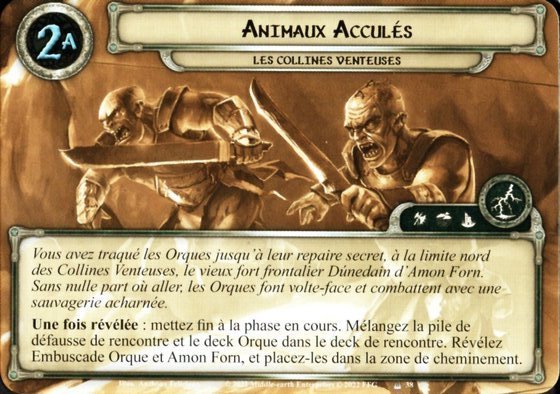 2A
ANIMAUX ACCULÉS
LES COLLINES VENTEUSES
Vous avez traqué les Orques jusqu'à leur repaire secret, à la limite nord
des Collines Venteuses, le vieux fort frontalier Dúnedain d'Amon Forn.
Sans nulle part où aller, les Orques font volte-face et combattent avec une
sauvagerie acharnée.
Une fois révélée : mettez fin à la phase en cours. Mélangez la pile de
défausse de rencontre et le deck Orque dans le deck de rencontre. Révélez
Embuscade Orque et Amon Forn, et placez-les dans la zone de cheminement.
© 2022 Middle-earth Enterprises © 2022 FFG 38